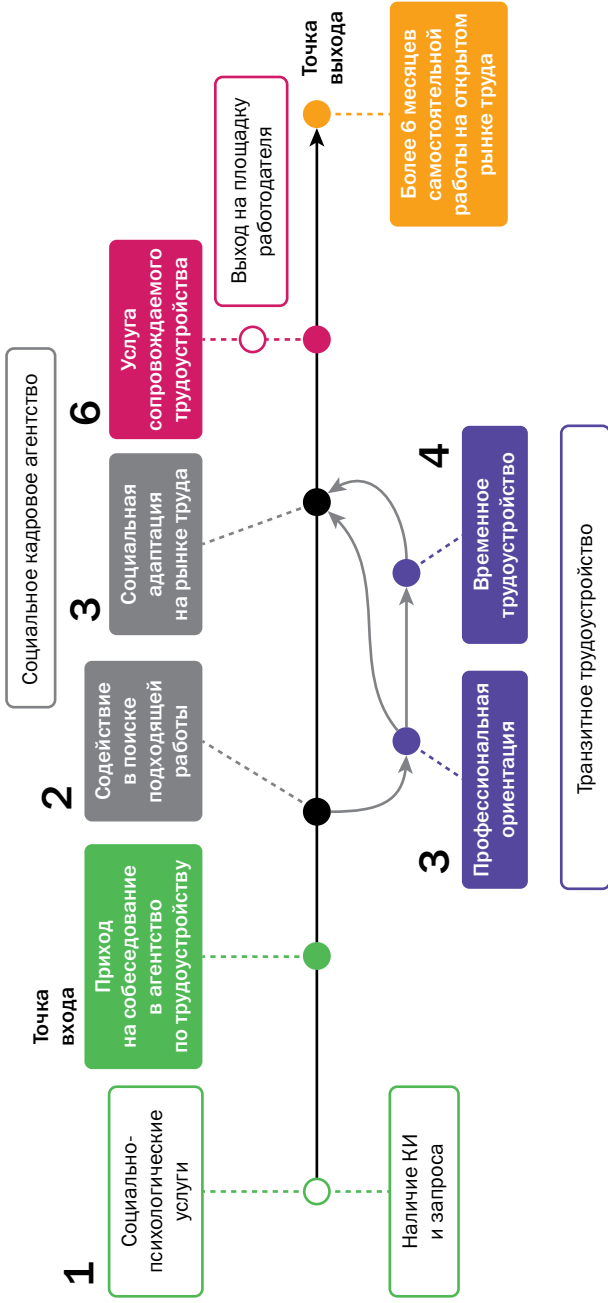 Социальное кадровое агентство
1
Социально-
психологические
услуги
Наличие КИ
и запроса
Точка
входа
Приход
на собеседование
в агентство
по трудоустройству
2
Содействие
в поиске
подходящей
работы
3
Социальная
адаптация
на рынке труда
6
Услуга
сопровождаемого
трудоустройства
Выход на площадку
работодателя
Точка
выхода
Более 6 месяцев
самостоятельной
работы на открытом
рынке труда
3
Профессиональная
ориентация
4
Временное
трудоустройство
Транзитное трудоустройство